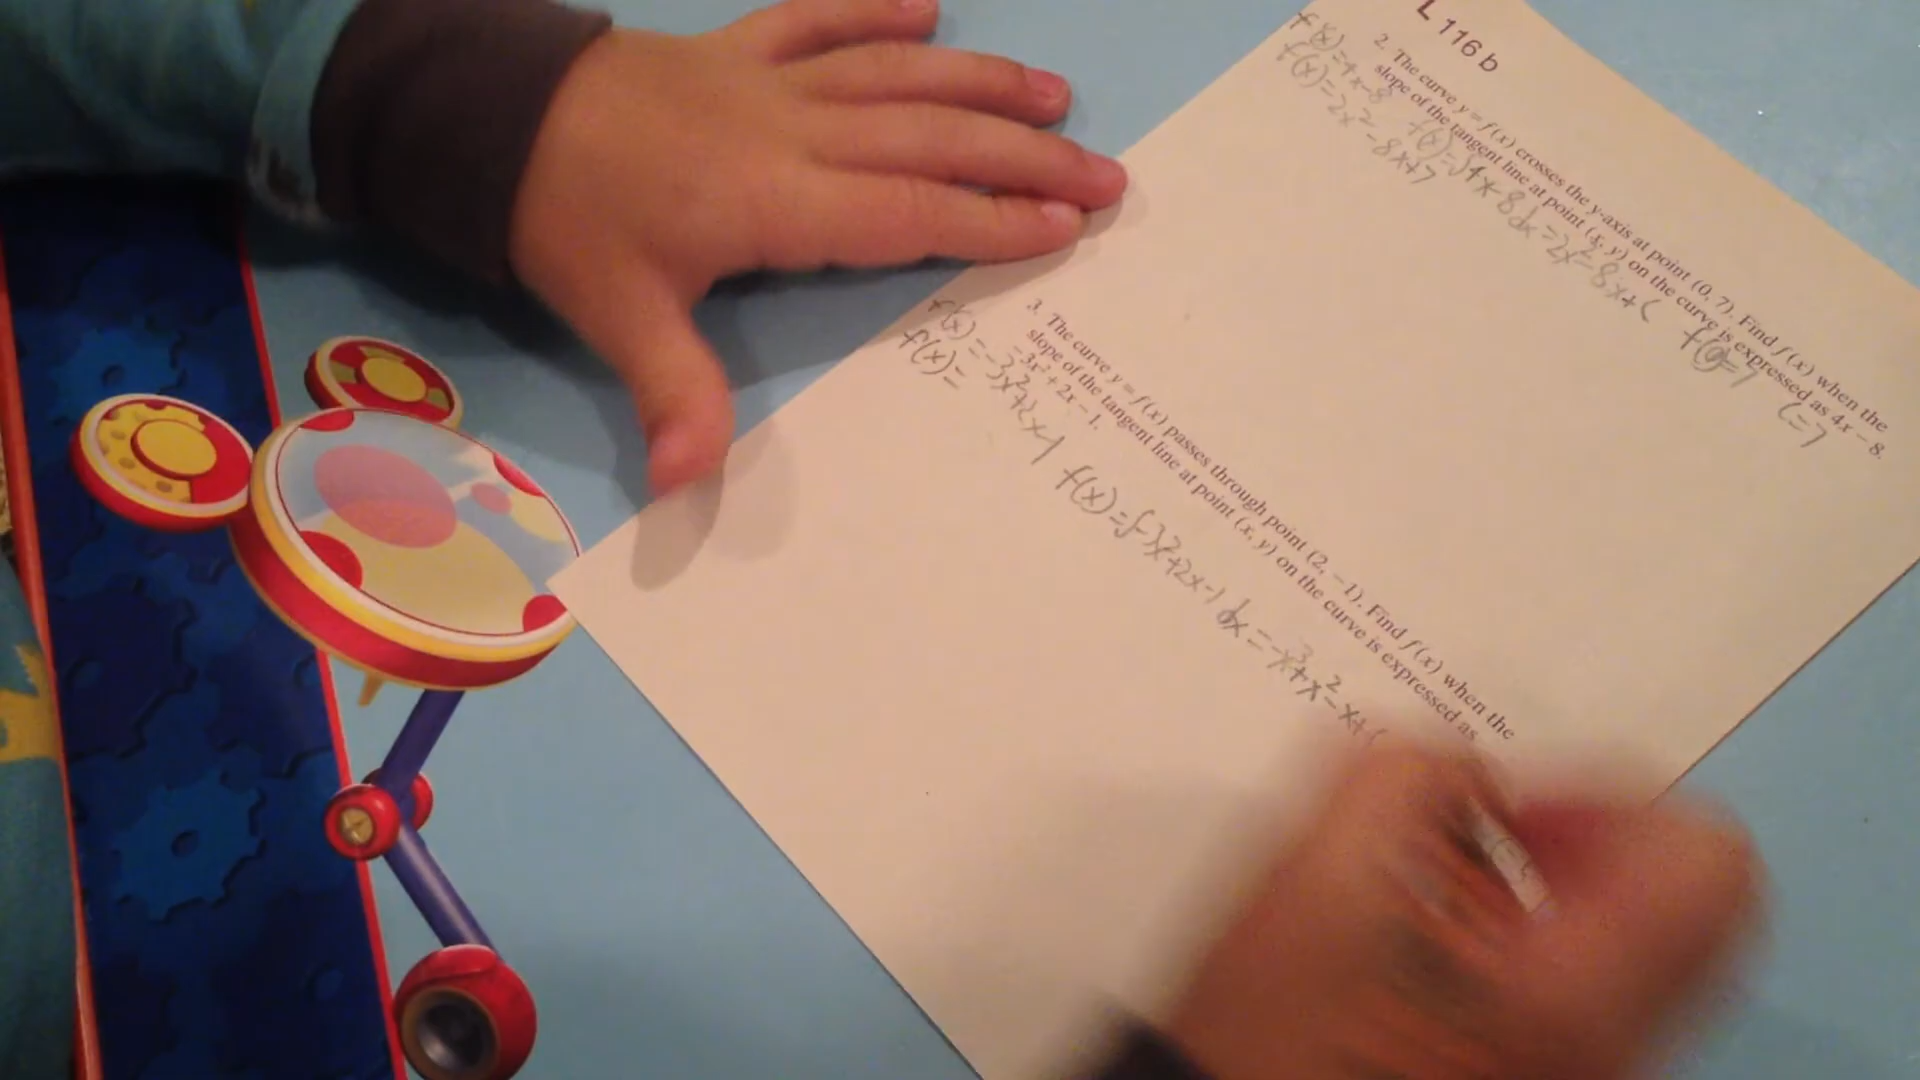 L 116 b
2. The curve y = f(x) crosses the y-axis at point (0, 7). Find f(x) when the
slope of the tangent line at point (x, y) on the curve is expressed as 4x − 8.
f'(x)=4x-8 f(x)=∫4x-8dx=2x²-8x+C f(0)=7 C=7
f(x)=2x²-8x+7
3. The curve y = f(x) passes through point (2, −1). Find f(x) when the
slope of the tangent line at point (x, y) on the curve is expressed as
−3x² + 2x − 1.
f'(x)=-3x²+2x-1 f(x)=∫-3x²+2x-1 dx=-x³+x²-x+C
f(x)=